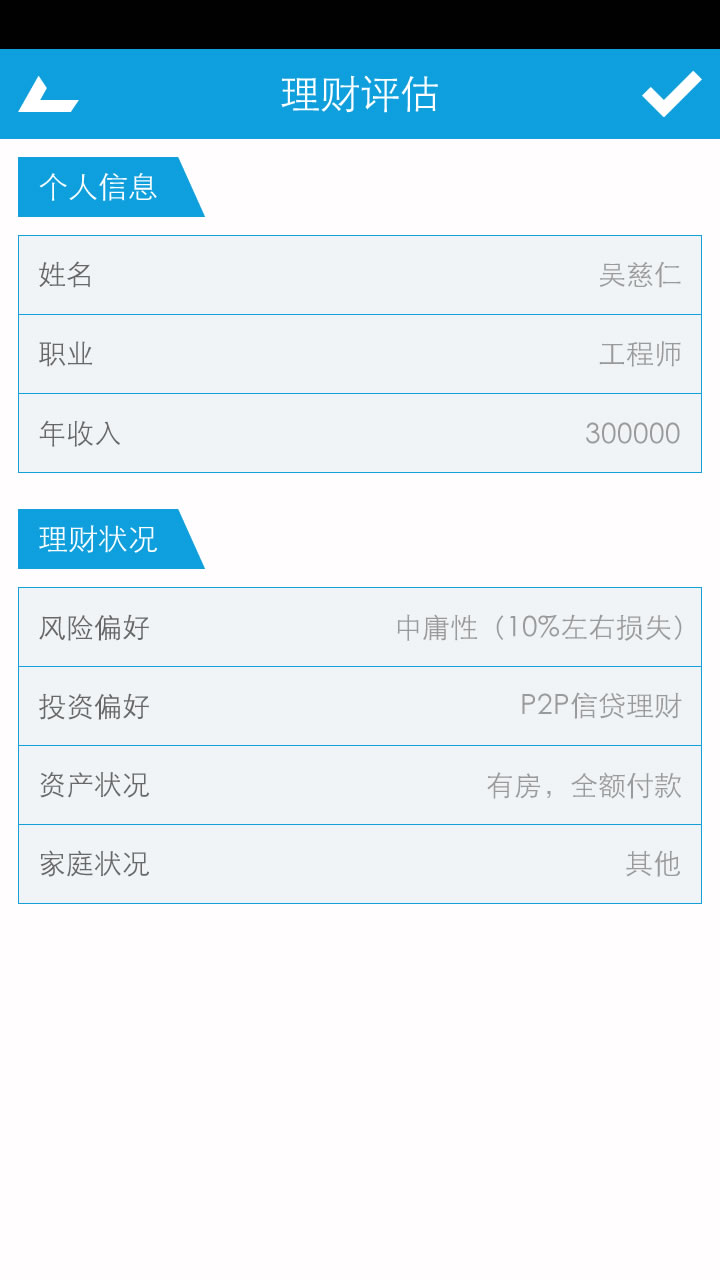 理财评估
个人信息
姓名 吴慈仁
职业 工程师
年收入 300000
理财状况
风险偏好 中庸性（10%左右损失）
投资偏好 P2P信贷理财
资产状况 有房，全额付款
家庭状况 其他